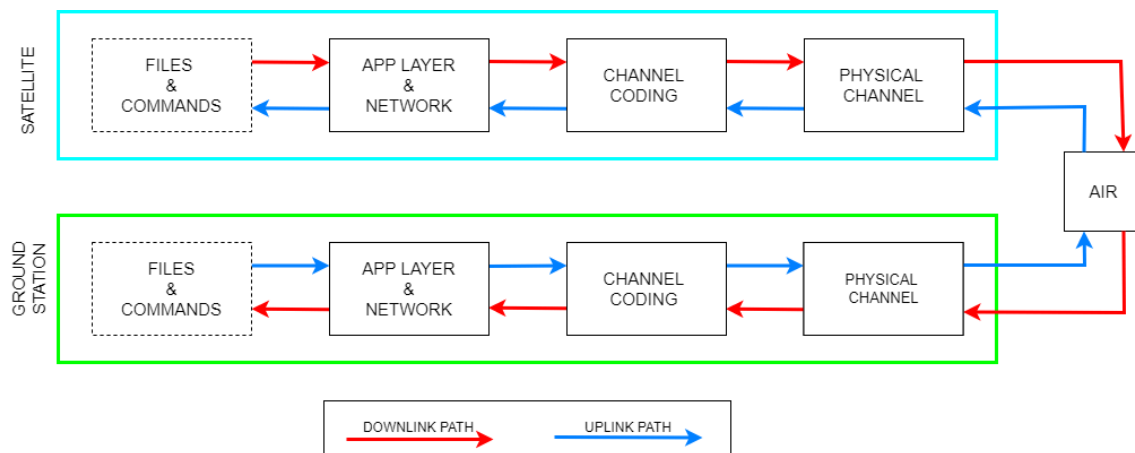 SATELLITE
FILES
&
COMMANDS
APP LAYER
&
NETWORK
CHANNEL
CODING
PHYSICAL
CHANNEL
AIR
GROUND
STATION
FILES
&
COMMANDS
APP LAYER
&
NETWORK
CHANNEL
CODING
PHYSICAL
CHANNEL
DOWNLINK PATH
UPLINK PATH